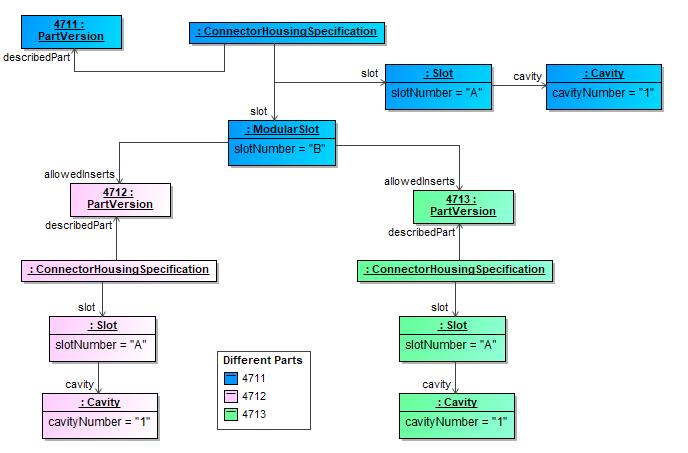 4711 :
PartVersion
: ConnectorHousingSpecification
describedPart
slot
: Slot
slotNumber = "A"
cavity
: Cavity
cavityNumber = "1"
slot
: ModularSlot
slotNumber = "B"
allowedInserts
allowedInserts
4712 :
PartVersion
4713 :
PartVersion
describedPart
describedPart
: ConnectorHousingSpecification
: ConnectorHousingSpecification
slot
slot
: Slot
slotNumber = "A"
: Slot
slotNumber = "A"
Different Parts
4711
4712
4713
cavity
cavity
: Cavity
cavityNumber = "1"
: Cavity
cavityNumber = "1"